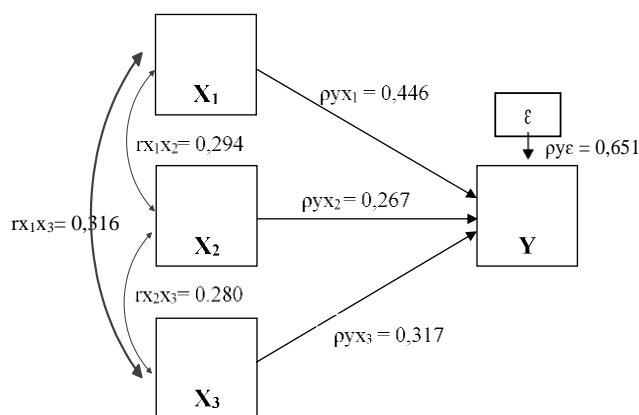 X₁
ρyx₁ = 0,446
ε
ρyε = 0,651
rx₁x₂= 0,294
rx₁x₃= 0,316
ρyx₂ = 0,267
X₂
Y
rx₂x₃= 0.280
ρyx₃ = 0,317
X₃